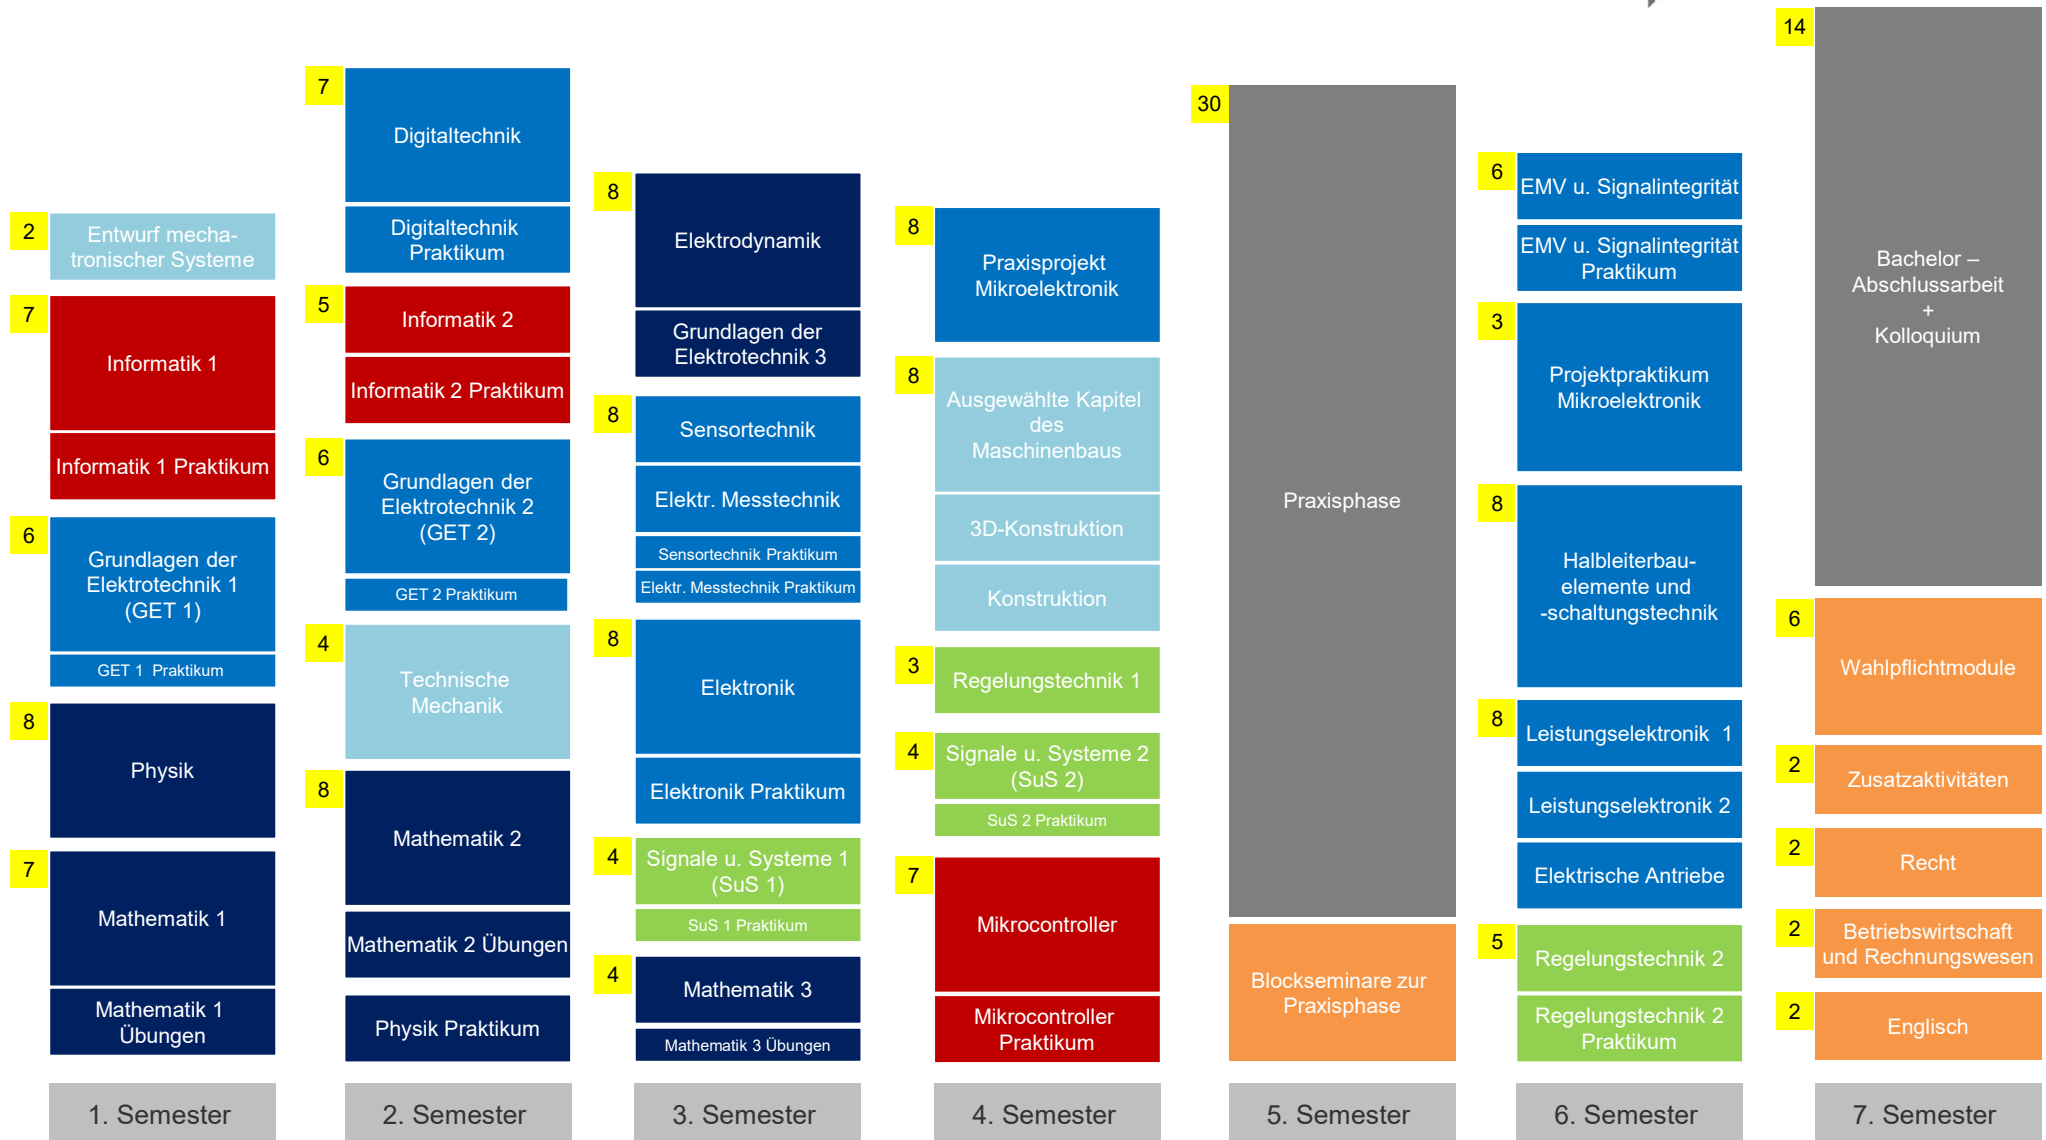 2
Entwurf mecha-
tronischer Systeme
7
Informatik 1
Informatik 1 Praktikum
6
Grundlagen der
Elektrotechnik 1
(GET 1)
GET 1 Praktikum
8
Physik
7
Mathematik 1
Mathematik 1
Übungen
1. Semester
7
Digitaltechnik
Digitaltechnik
Praktikum
5
Informatik 2
Informatik 2 Praktikum
6
Grundlagen der
Elektrotechnik 2
(GET 2)
GET 2 Praktikum
4
Technische
Mechanik
8
Mathematik 2
Mathematik 2 Übungen
Physik Praktikum
2. Semester
8
Elektrodynamik
Grundlagen der
Elektrotechnik 3
8
Sensortechnik
Elektr. Messtechnik
Sensortechnik Praktikum
Elektr. Messtechnik Praktikum
8
Elektronik
Elektronik Praktikum
4
Signale u. Systeme 1
(SuS 1)
SuS 1 Praktikum
4
Mathematik 3
Mathematik 3 Übungen
3. Semester
8
Praxisprojekt
Mikroelektronik
8
Ausgewählte Kapitel
des
Maschinenbaus
3D-Konstruktion
Konstruktion
3
Regelungstechnik 1
4
Signale u. Systeme 2
(SuS 2)
SuS 2 Praktikum
7
Mikrocontroller
Mikrocontroller
Praktikum
4. Semester
30
Praxisphase
Blockseminare zur
Praxisphase
5. Semester
6
EMV u. Signalintegrität
EMV u. Signalintegrität
Praktikum
3
Projektpraktikum
Mikroelektronik
8
Halbleiterbau-
elemente und
-schaltungstechnik
8
Leistungselektronik 1
Leistungselektronik 2
Elektrische Antriebe
5
Regelungstechnik 2
Regelungstechnik 2
Praktikum
6. Semester
14
Bachelor –
Abschlussarbeit
+
Kolloquium
6
Wahlpflichtmodule
2
Zusatzaktivitäten
2
Recht
2
Betriebswirtschaft
und Rechnungswesen
2
Englisch
7. Semester